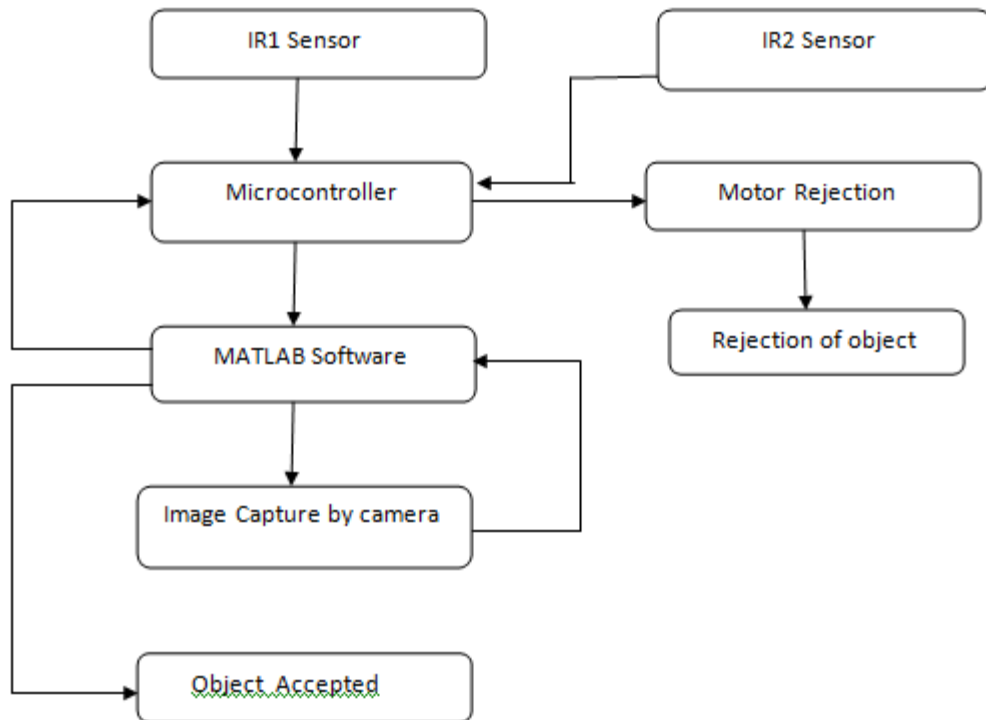 IR1 Sensor
IR2 Sensor
Microcontroller
Motor Rejection
MATLAB Software
Rejection of object
Image Capture by camera
Object Accepted